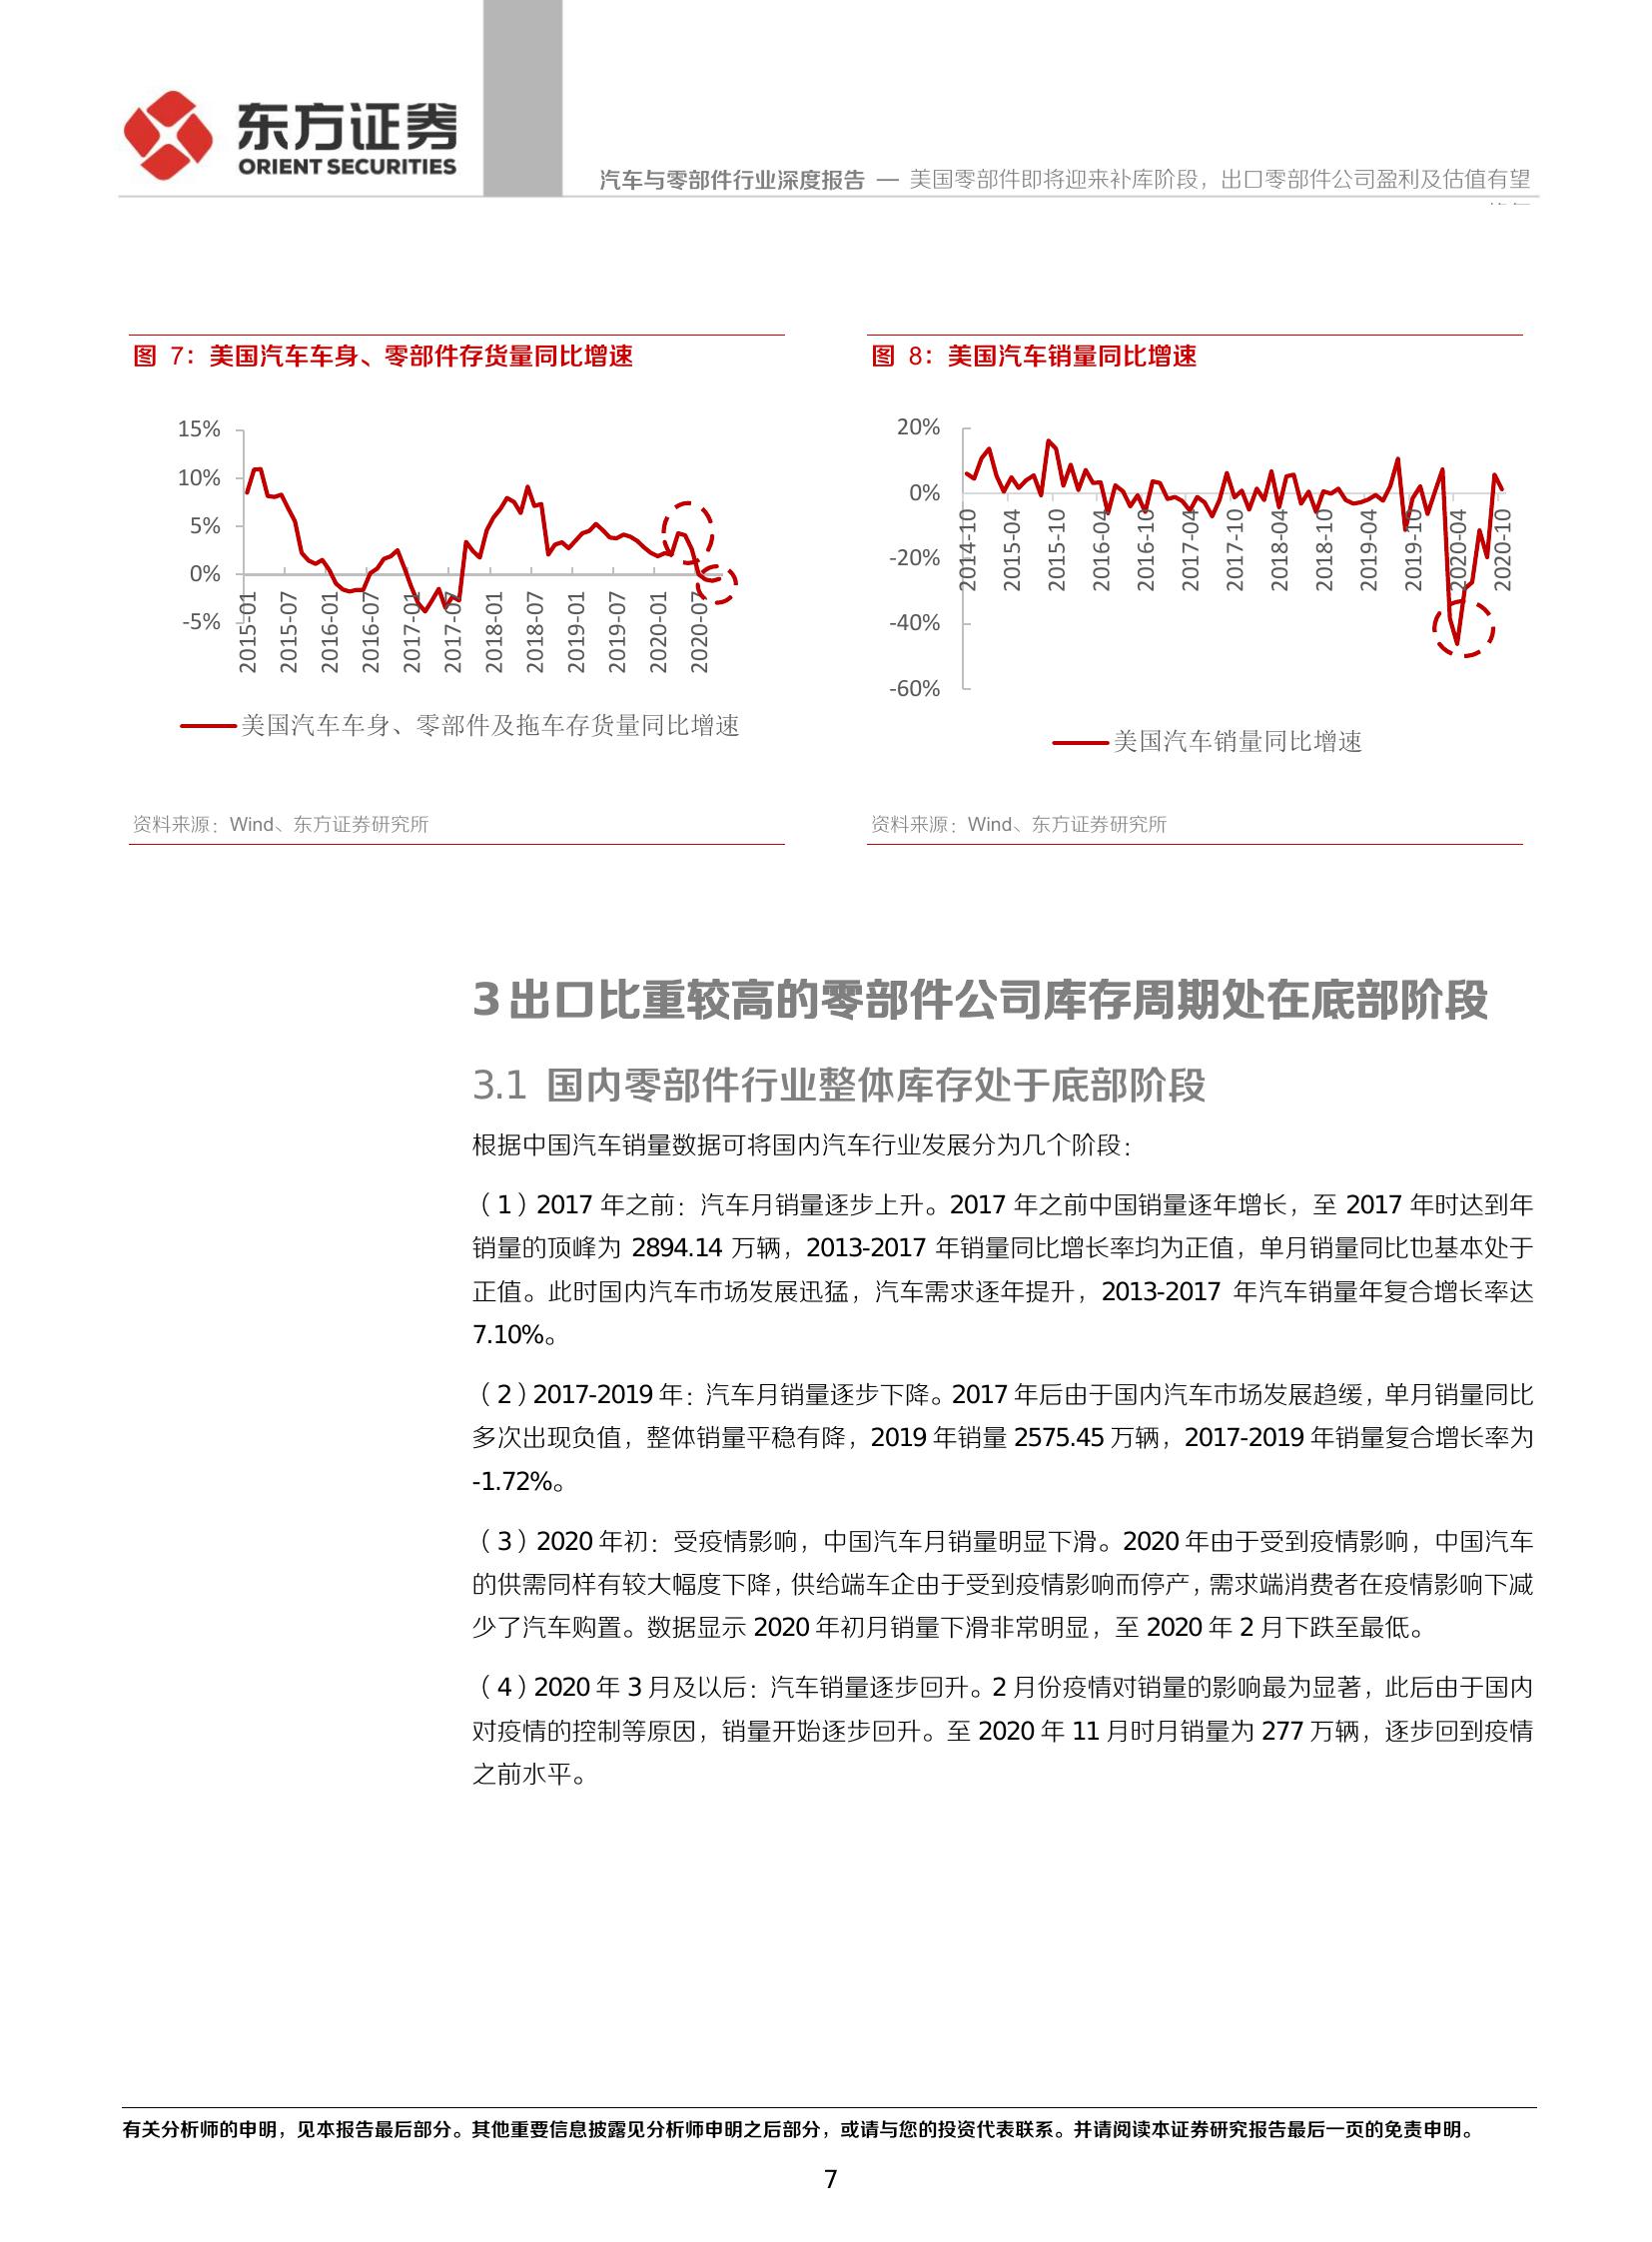 东方证券
ORIENT SECURITIES
汽车与零部件行业深度报告 — 美国零部件即将迎来补库阶段，出口零部件公司盈利及估值有望
图 7：美国汽车车身、零部件存货量同比增速
15%
10%
5%
0%
-5%
2015-01
2015-07
2016-01
2016-07
2017-01
2017-07
2018-01
2018-07
2019-01
2019-07
2020-01
2020-07
美国汽车车身、零部件及拖车存货量同比增速
资料来源：Wind、东方证券研究所
图 8：美国汽车销量同比增速
20%
0%
-20%
-40%
-60%
2014-10
2015-04
2015-10
2016-04
2016-10
2017-04
2017-10
2018-04
2018-10
2019-04
2019-10
2020-04
2020-10
美国汽车销量同比增速
资料来源：Wind、东方证券研究所
3 出口比重较高的零部件公司库存周期处在底部阶段
3.1 国内零部件行业整体库存处于底部阶段
根据中国汽车销量数据可将国内汽车行业发展分为几个阶段：
（1）2017 年之前：汽车月销量逐步上升。2017 年之前中国销量逐年增长，至 2017 年时达到年
销量的顶峰为 2894.14 万辆，2013-2017 年销量同比增长率均为正值，单月销量同比也基本处于
正值。此时国内汽车市场发展迅猛，汽车需求逐年提升，2013-2017 年汽车销量年复合增长率达
7.10%。
（2）2017-2019 年：汽车月销量逐步下降。2017 年后由于国内汽车市场发展趋缓，单月销量同比
多次出现负值，整体销量平稳有降，2019 年销量 2575.45 万辆，2017-2019 年销量复合增长率为
-1.72%。
（3）2020 年初：受疫情影响，中国汽车月销量明显下滑。2020 年由于受到疫情影响，中国汽车
的供需同样有较大幅度下降，供给端车企由于受到疫情影响而停产，需求端消费者在疫情影响下减
少了汽车购置。数据显示 2020 年初月销量下滑非常明显，至 2020 年 2 月下跌至最低。
（4）2020 年 3 月及以后：汽车销量逐步回升。2 月份疫情对销量的影响最为显著，此后由于国内
对疫情的控制等原因，销量开始逐步回升。至 2020 年 11 月时月销量为 277 万辆，逐步回到疫情
之前水平。
有关分析师的申明，见本报告最后部分。其他重要信息披露见分析师申明之后部分，或请与您的投资代表联系。并请阅读本证券研究报告最后一页的免责申明。
7